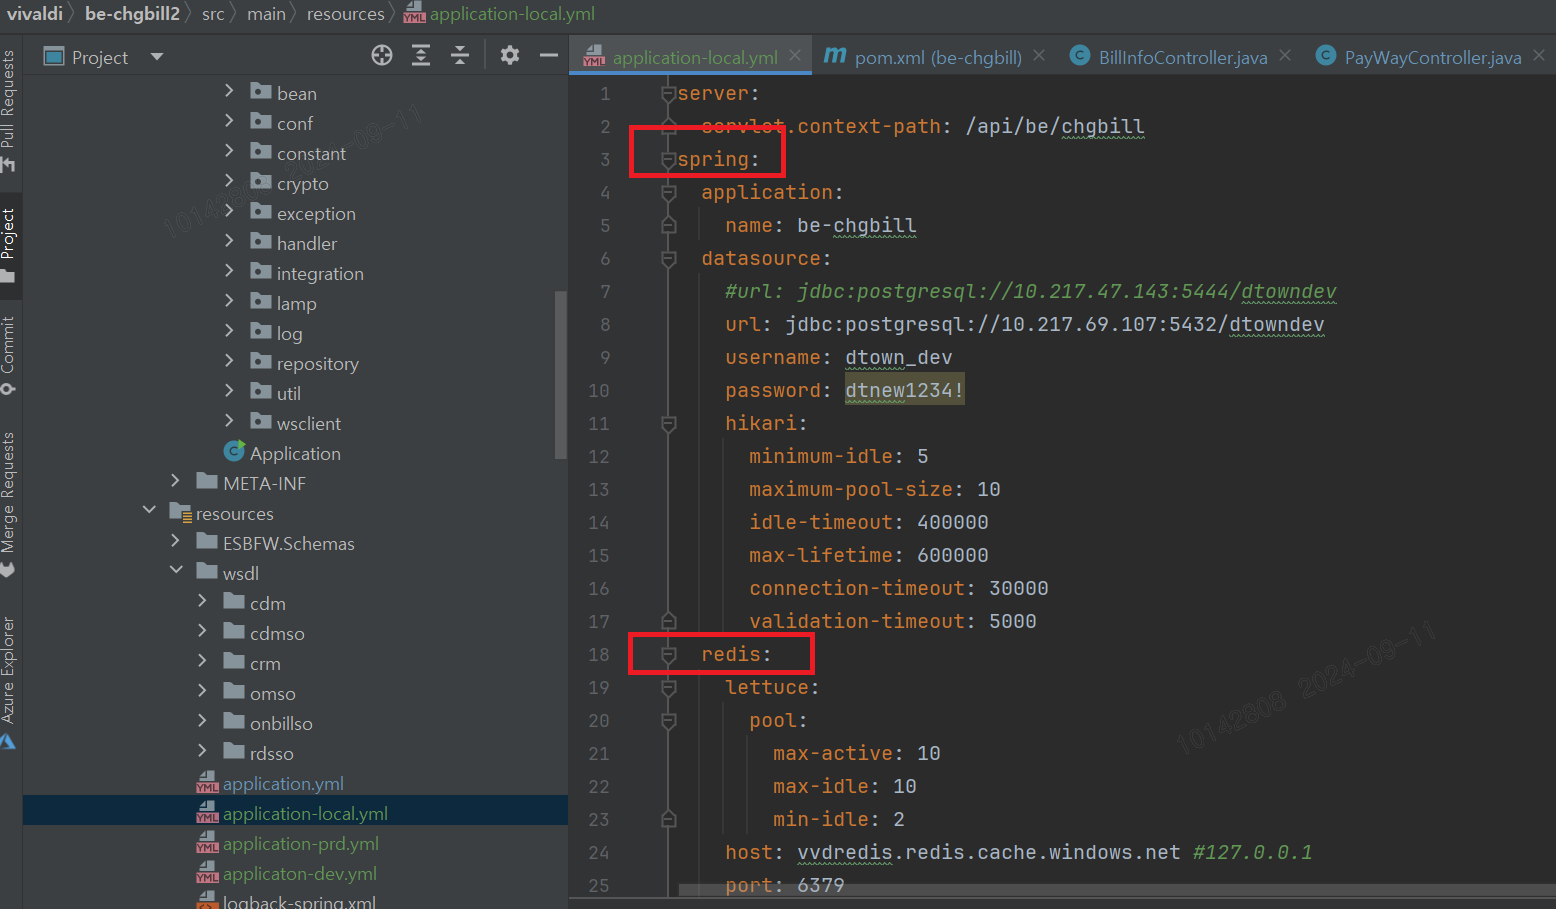 vivaldi be-chgbill2 src main resources application-local.yml
Project
application-local.yml
pom.xml (be-chgbill)
BillInfoController.java
PayWayController.java
Pull Requests
Project
Commit
Merge Requests
Azure Explorer
bean
conf
constant
crypto
exception
handler
integration
lamp
log
repository
util
wsclient
Application
META-INF
resources
ESBFW.Schemas
wsdl
cdm
cdmso
crm
omso
onbillso
rdsso
application.yml
application-local.yml
application-prd.yml
applicaton-dev.yml
logback-spring.xml
10142808 2024-09-11
1 server:
2 servlet.context-path: /api/be/chgbill
3 spring:
4 application:
5 name: be-chgbill
6 datasource:
7 #url: jdbc:postgresql://10.217.47.143:5444/dtowndev
8 url: jdbc:postgresql://10.217.69.107:5432/dtowndev
9 username: dtown_dev
10 password: dtnew1234!
11 hikari:
12 minimum-idle: 5
13 maximum-pool-size: 10
14 idle-timeout: 400000
15 max-lifetime: 600000
16 connection-timeout: 30000
17 validation-timeout: 5000
18 redis:
19 lettuce:
20 pool:
21 max-active: 10
22 max-idle: 10
23 min-idle: 2
24 host: vvdredis.redis.cache.windows.net #127.0.0.1
25 port: 6379
10142808 2024-09-11